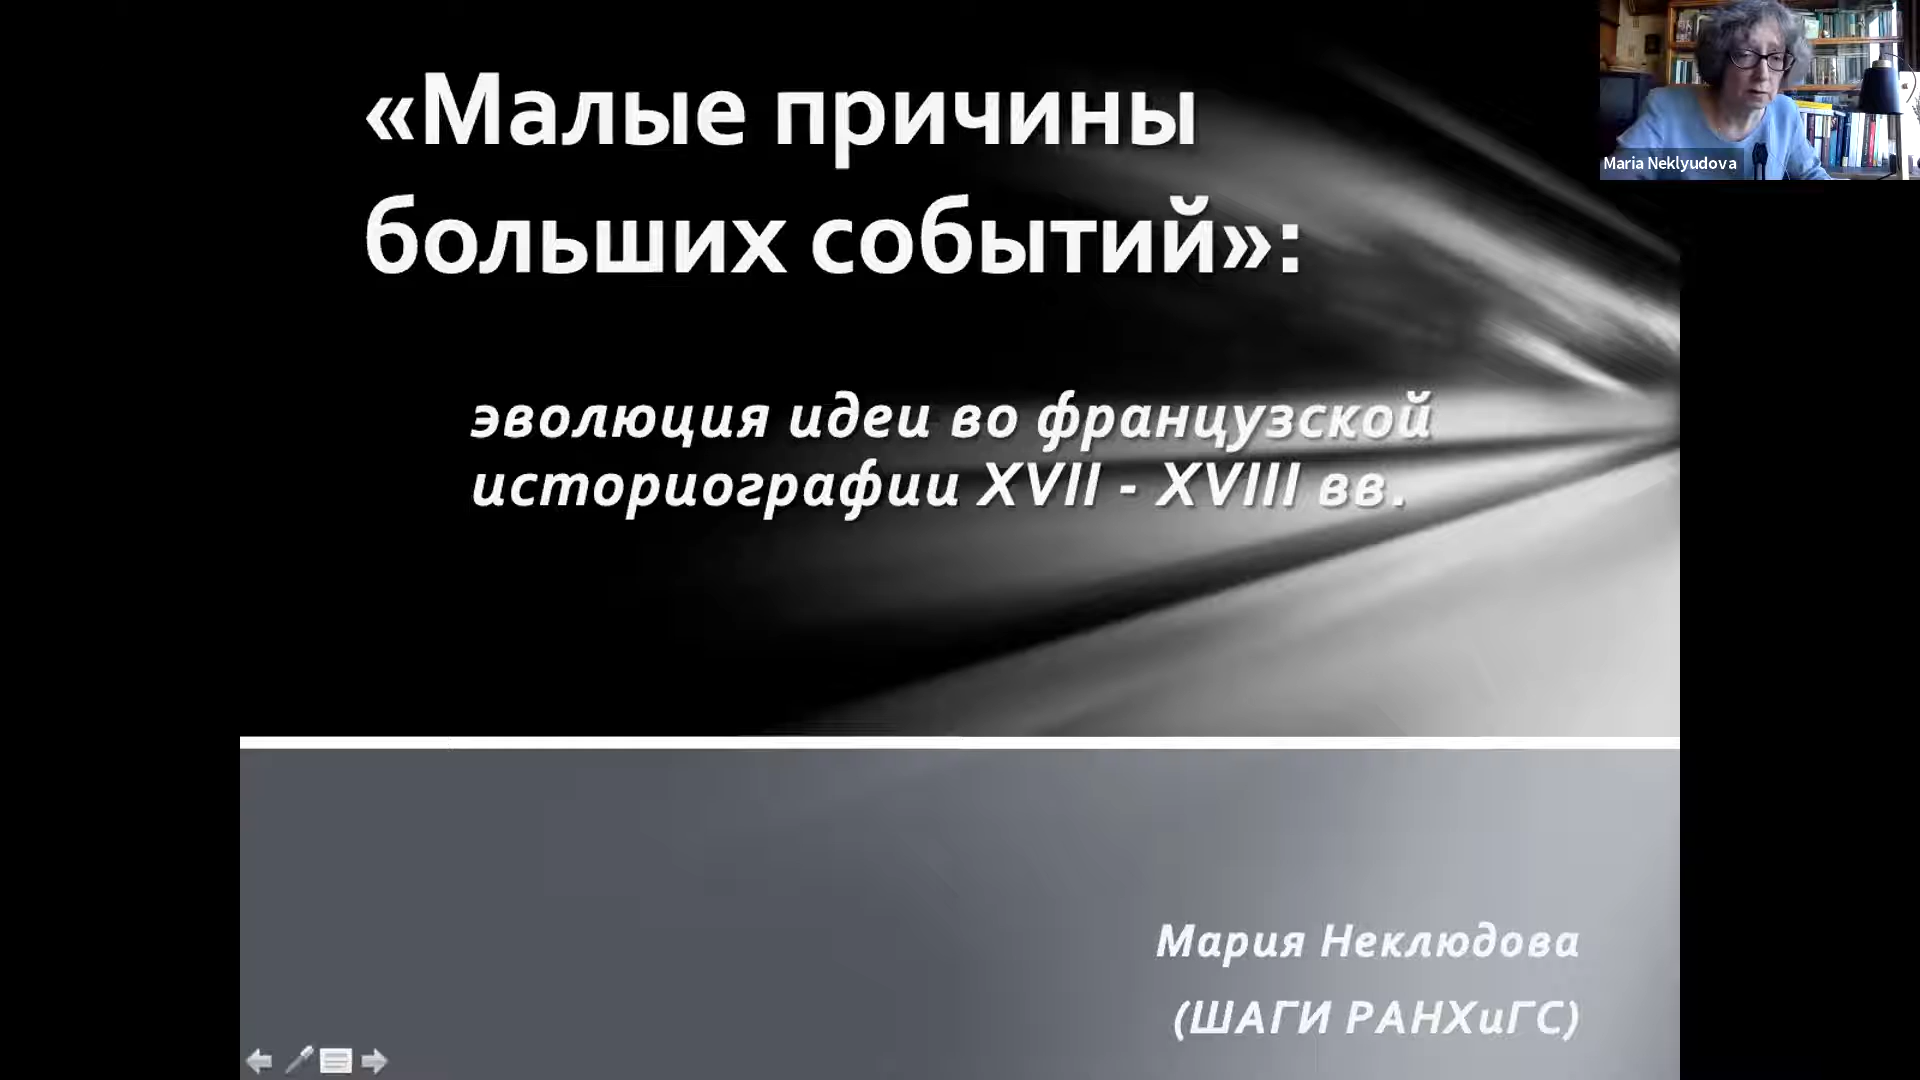 «Малые причины
больших событий»:
эволюция идеи во французской
историографии XVII - XVIII вв.
Мария Неклюдова
(ШАГИ РАНХиГС)
Maria Neklyudova